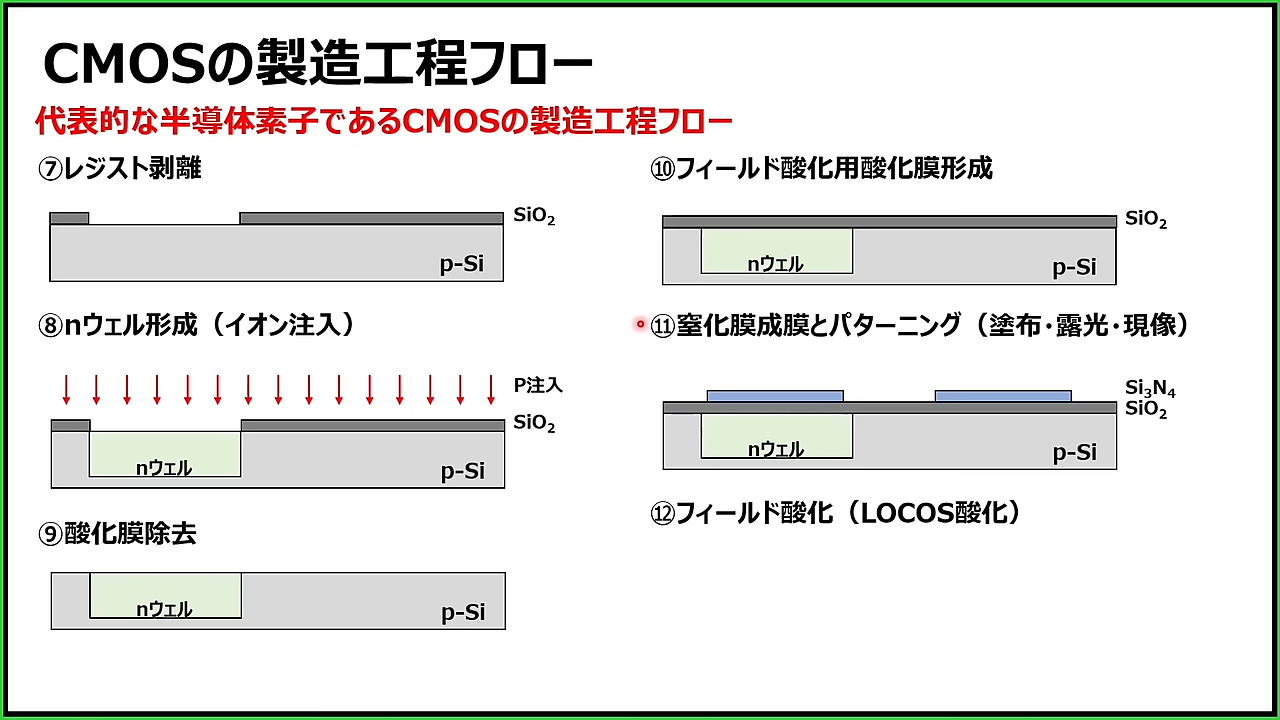 CMOSの製造工程フロー
代表的な半導体素子であるCMOSの製造工程フロー
⑦レジスト剥離
SiO₂
p-Si
⑧nウェル形成（イオン注入）
P注入
SiO₂
nウェル
p-Si
⑨酸化膜除去
nウェル
p-Si
⑩フィールド酸化用酸化膜形成
SiO₂
nウェル
p-Si
⑪窒化膜成膜とパターニング（塗布・露光・現像）
Si₃N₄
SiO₂
nウェル
p-Si
⑫フィールド酸化（LOCOS酸化）